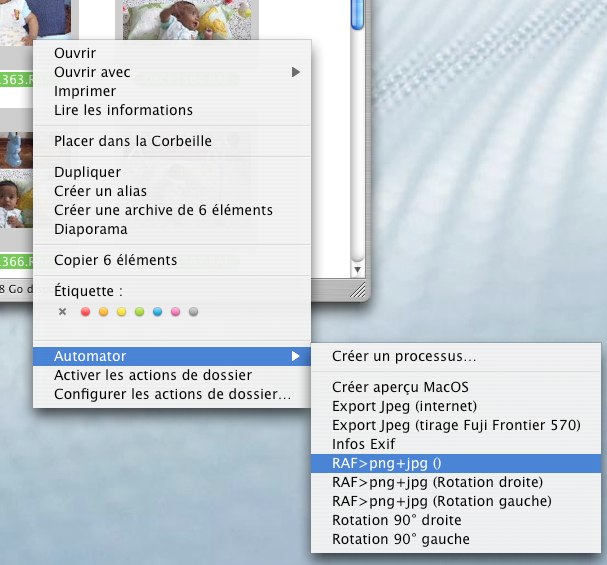 363.R
Ouvrir
Ouvrir avec
Imprimer
Lire les informations
Placer dans la Corbeille
Dupliquer
Créer un alias
Créer une archive de 6 éléments
Diaporama
366.R
Copier 6 éléments
8 Go d
Étiquette :
Automator
Activer les actions de dossier
Configurer les actions de dossier...
Créer un processus...
Créer aperçu MacOS
Export Jpeg (internet)
Export Jpeg (tirage Fuji Frontier 570)
Infos Exif
RAF>png+jpg ()
RAF>png+jpg (Rotation droite)
RAF>png+jpg (Rotation gauche)
Rotation 90° droite
Rotation 90° gauche